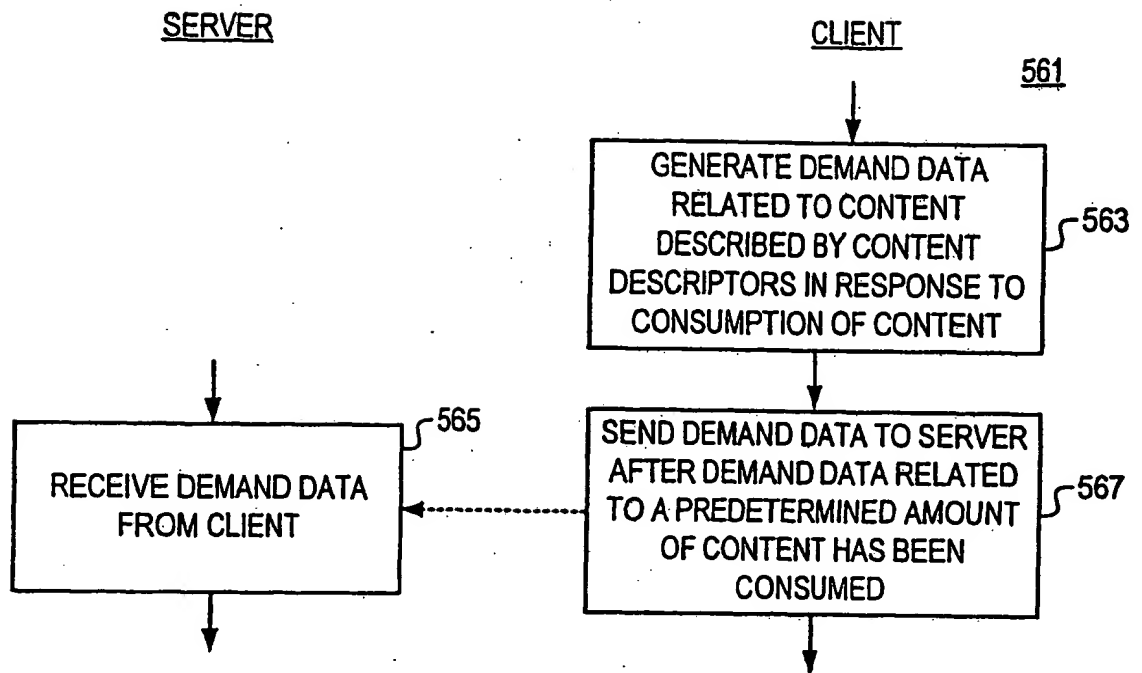 SERVER
CLIENT
561
GENERATE DEMAND DATA
RELATED TO CONTENT
DESCRIBED BY CONTENT
DESCRIPTORS IN RESPONSE TO
CONSUMPTION OF CONTENT
563
565
RECEIVE DEMAND DATA
FROM CLIENT
SEND DEMAND DATA TO SERVER
AFTER DEMAND DATA RELATED
TO A PREDETERMINED AMOUNT
OF CONTENT HAS BEEN
CONSUMED
567